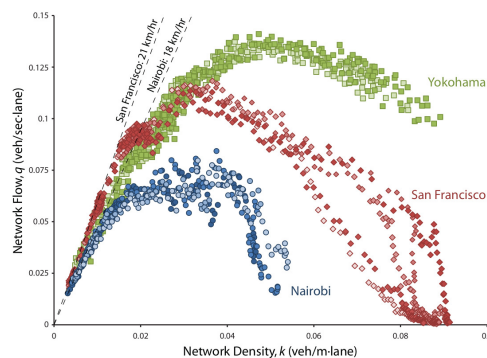 0.15
0.125
0.1
0.075
0.05
0.025
0
Network Flow, q (veh/sec·lane)
San Francisco: 21 km/hr
Nairobi: 18 km/hr
Yokohama
San Francisco
Nairobi
0
0.02
0.04
0.06
0.08
Network Density, k (veh/m·lane)